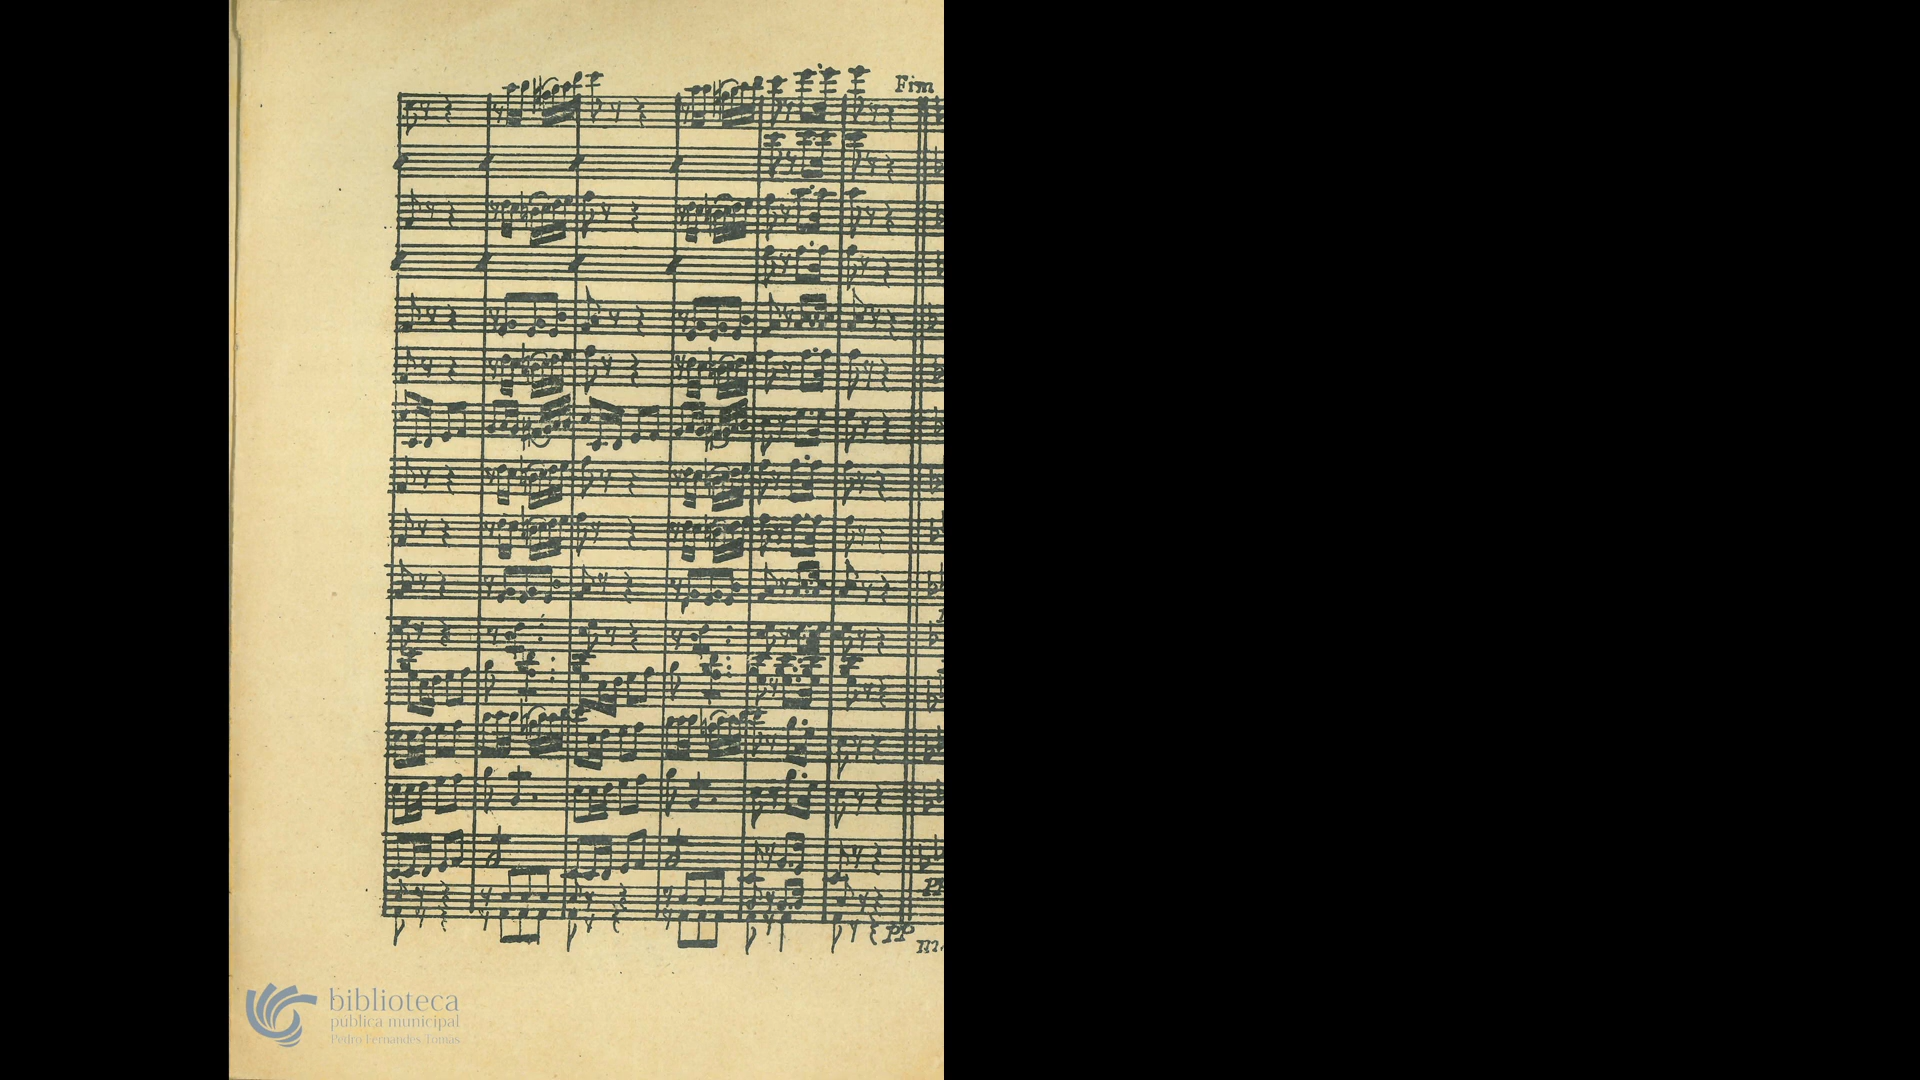 Fim
PP
biblioteca
pública municipal
Pedro Fernandes Tomás